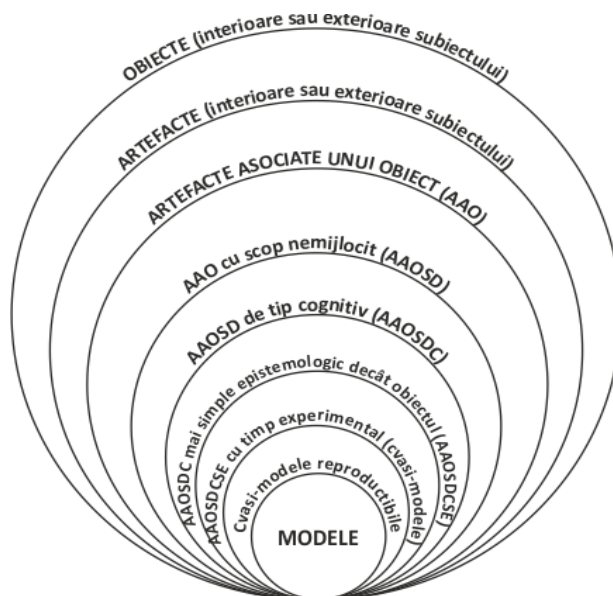 OBIECTE (interioare sau exterioare subiectului)
ARTEFACTE (interioare sau exterioare subiectului)
ARTEFACTE ASOCIATE UNUI OBIECT (AAO)
AAO cu scop nemijlocit (AAOSD)
AAOSD de tip cognitiv (AAOSDC)
AAOSDC mai simple epistemologic decât obiectul (AAOSDCSE)
AAOSDCSE cu timp experimental (cvasi-modele)
Cvasi-modele reproductibile
MODELE